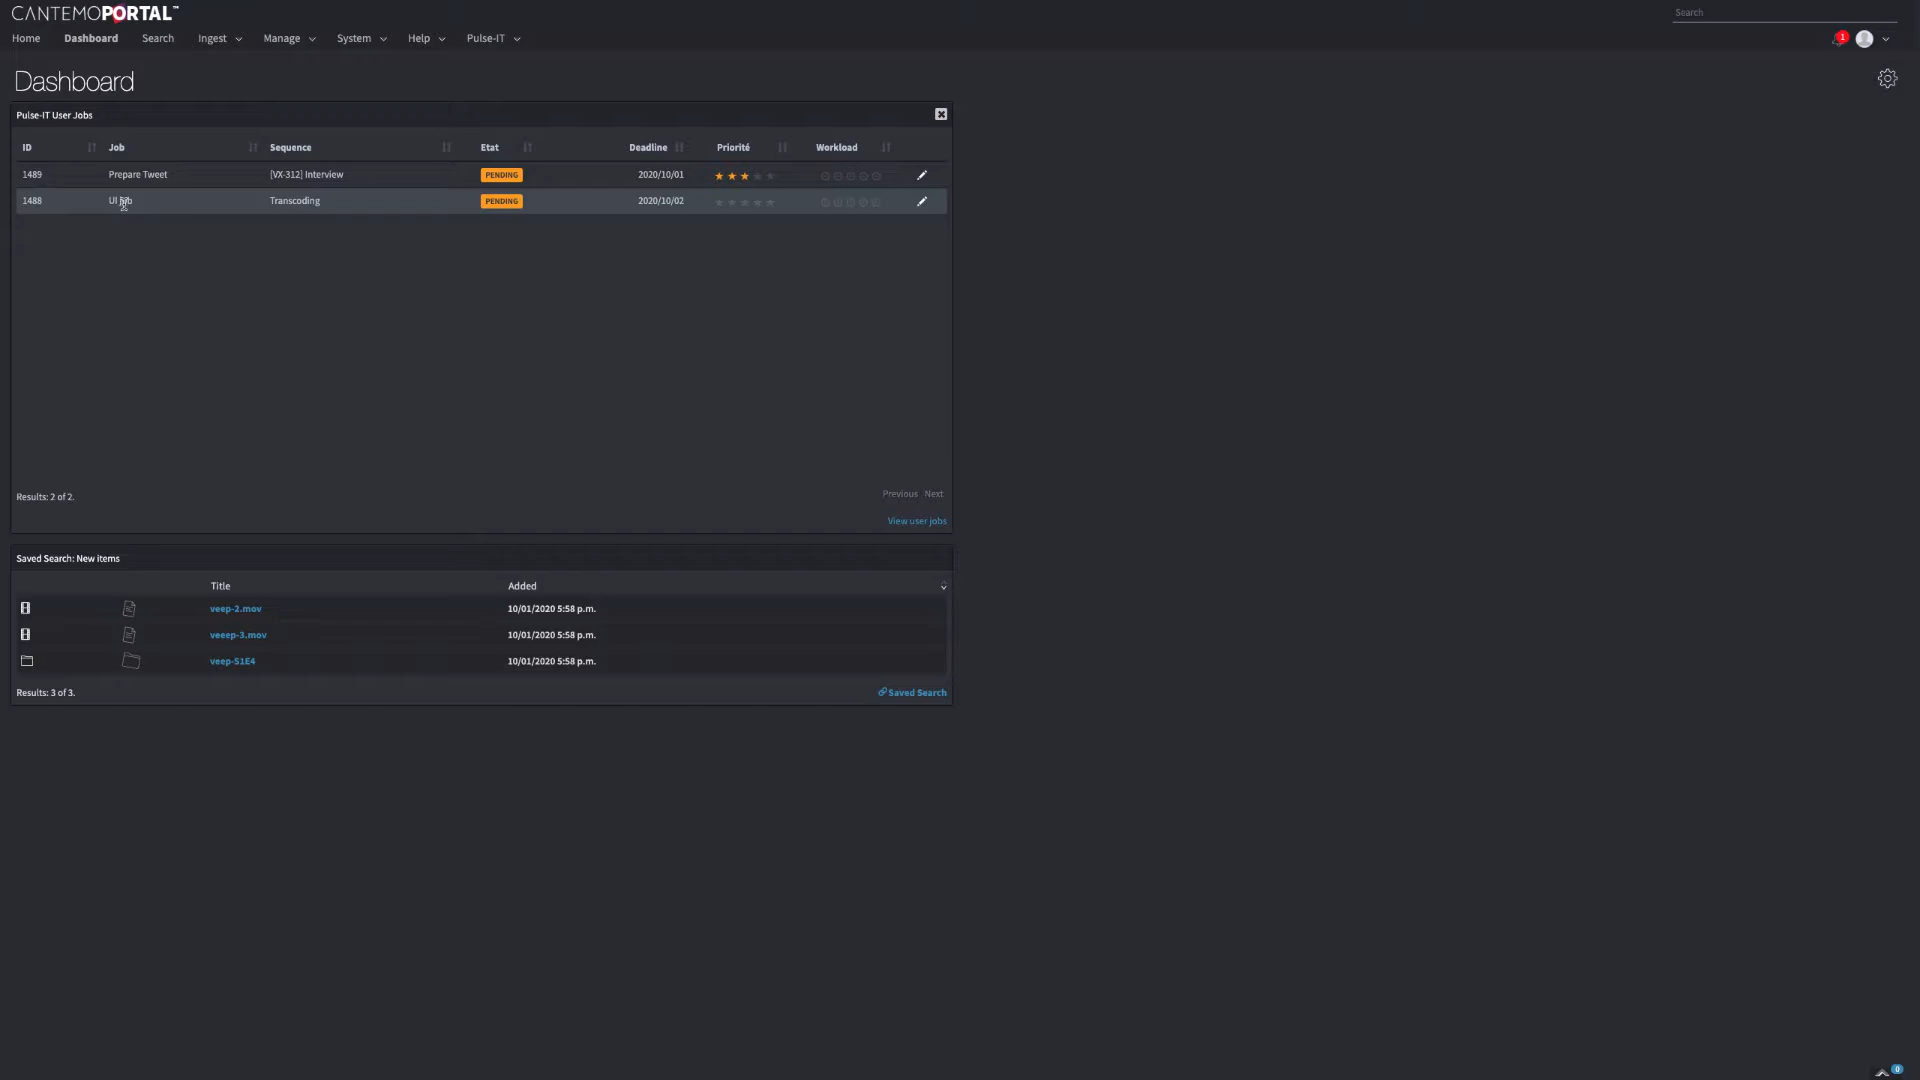 CANTEMOPORTAL™
Search
Home Dashboard Search Ingest Manage System Help Pulse-IT
1
Dashboard
Pulse-IT User Jobs
ID Job Sequence Etat Deadline Priorité Workload
1489 Prepare Tweet [VX-312] Interview PENDING 2020/10/01
1488 UI Transcoding PENDING 2020/10/02
Results: 2 of 2.
Previous Next
View user jobs
Saved Search: New items
Title Added
veep-2.mov 10/01/2020 5:58 p.m.
veeep-3.mov 10/01/2020 5:58 p.m.
veep-S1E4 10/01/2020 5:58 p.m.
Results: 3 of 3.
Saved Search
0